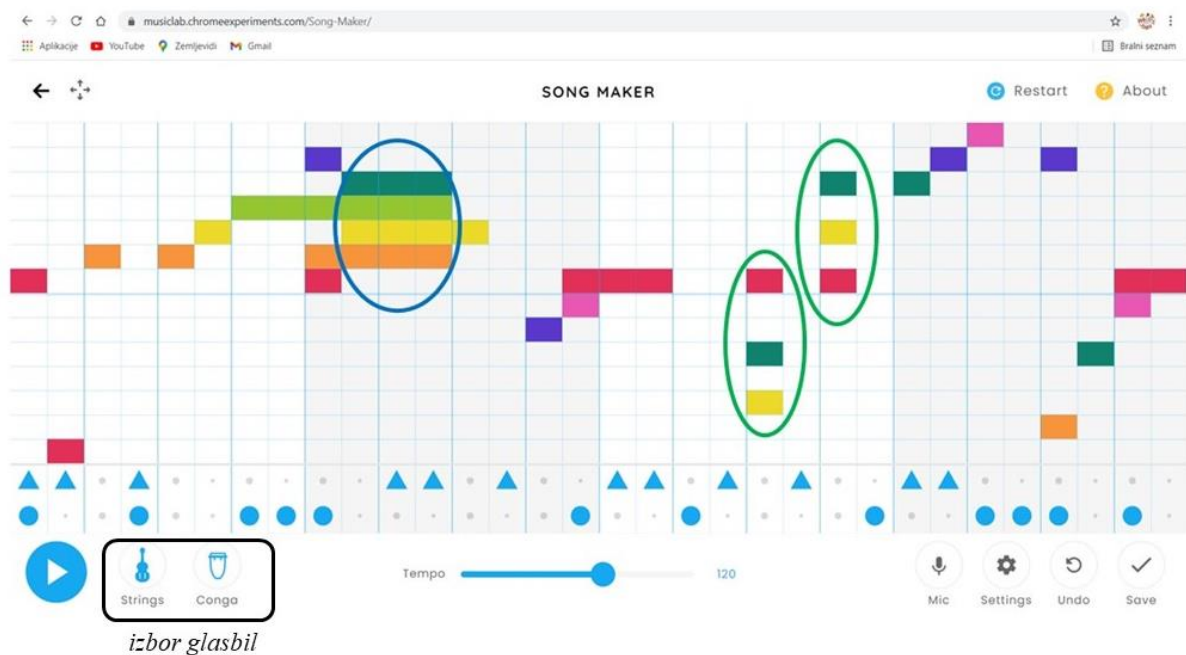 musiclab.chromeexperiments.com/Song-Maker/
Aplikacije YouTube Zemljevidi Gmail Bralni seznam
SONG MAKER Restart About
Tempo 120
Strings Conga Mic Settings Undo Save
izbor glasbil